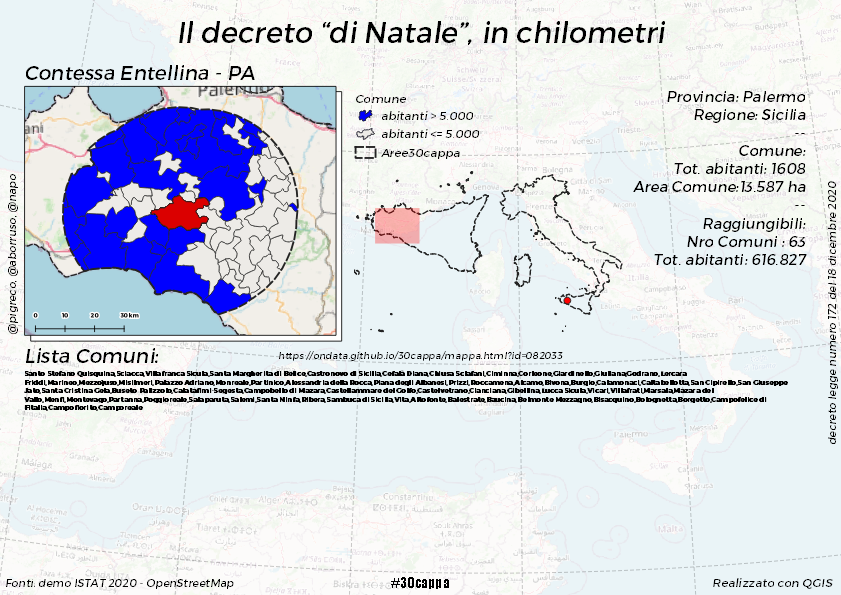 Il decreto “di Natale”, in chilometri
Contessa Entellina - PA
Palermo
ani
0 10 20 30 km
Comune
abitanti > 5.000
abitanti <= 5.000
Aree30cappa
Provincia: Palermo
Regione: Sicilia
--
Comune:
Tot. abitanti: 1608
Area Comune:13.587 ha
--
Raggiungibili:
Nro Comuni : 63
Tot. abitanti: 616.827
@pigreco, @aborruso, @napo
decreto legge numero 172 del 18 dicembre 2020
Lista Comuni:
https://ondata.github.io/30cappa/mappa.html?id=082033
Santo Stefano Quisquina,Sciacca,Villafranca Sicula,Santa Margherita di Belice,Castronovo di Sicilia,Cefalà Diana,Chiusa Sclafani,Ciminna,Corleone,Giardinello,Giuliana,Godrano,Lercara
Friddi,Marineo,Mezzojuso,Misilmeri,Palazzo Adriano,Monreale,Partinico,Alessandria della Rocca,Piana degli Albanesi,Prizzi,Roccamena,Alcamo,Bivona,Burgio,Calamonaci,Caltabellotta,San Cipirello,San Giuseppe
Jato,Santa Cristina Gela,Buseto Palizzolo,Calatafimi-Segesta,Campobello di Mazara,Castellammare del Golfo,Castelvetrano,Cianciana,Gibellina,Lucca Sicula,Vicari,Villafrati,Marsala,Mazara del
Vallo,Menfi,Montevago,Partanna,Poggioreale,Salaparuta,Salemi,Santa Ninfa,Ribera,Sambuca di Sicilia,Vita,Altofonte,Balestrate,Baucina,Belmonte Mezzagno,Bisacquino,Bolognetta,Borgetto,Campofelice di
Fitalia,Campofiorito,Camporeale
Constantine
Malta
Fonti: demo ISTAT 2020 - OpenStreetMap
#30cappa
Realizzato con QGIS